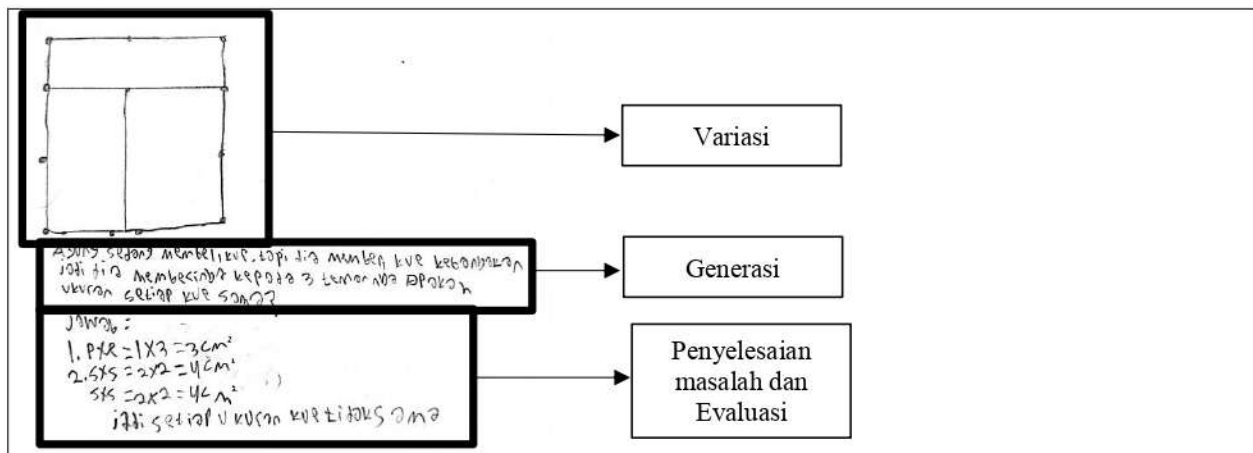 Variasi
Agung sedang membeli kue. tapi dia membeli kue kebanyakan
jadi dia membaginya kepada 3 temannya apakah
ukuran setiap kue sama?
Generasi
Jawab:
1. PXL = 1X3 = 3cm²
2. SXS = 2x2 = 4cm²
SXS = 2x2 = 4cm²
jadi setiap ukuran kue tidak sama
Penyelesaian
masalah dan
Evaluasi